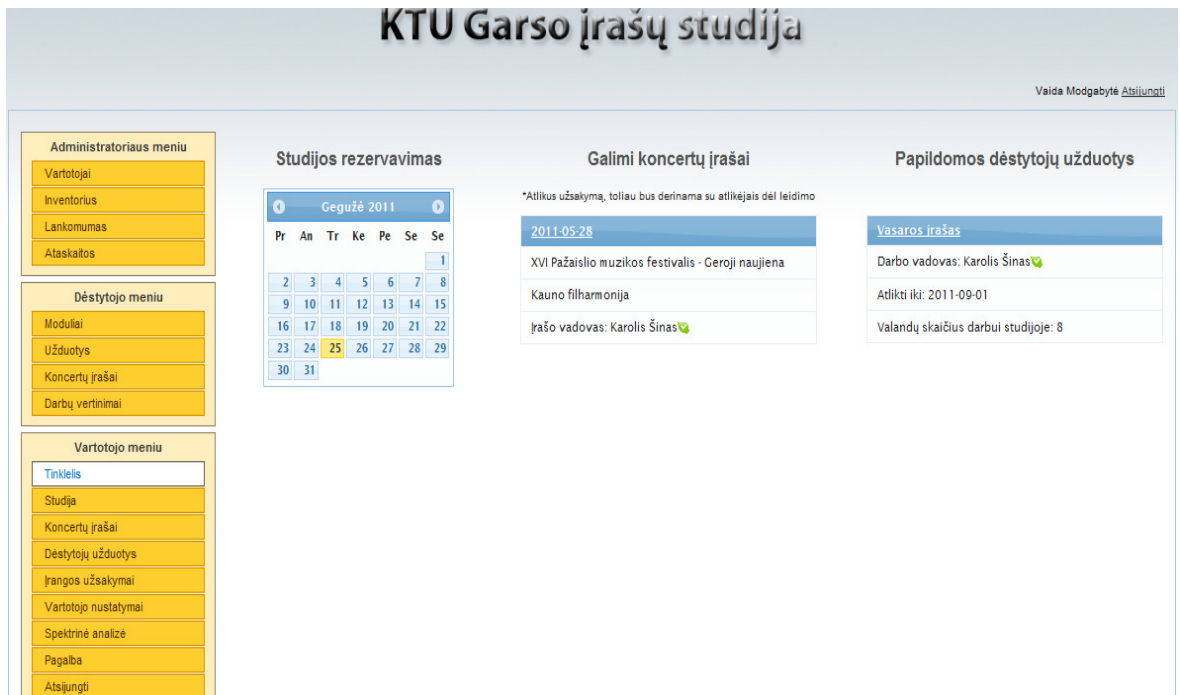 KTU Garso įrašų studija
Vaida Modgabytė Atsijungti
Administratoriaus meniu
Vartotojai
Inventorius
Lankomumas
Ataskaitos
Dėstytojo meniu
Moduliai
Užduotys
Koncertų įrašai
Darbų vertinimai
Vartotojo meniu
Tinklelis
Studija
Koncertų įrašai
Dėstytojų užduotys
Įrangos užsakymai
Vartotojo nustatymai
Spektrinė analizė
Pagalba
Atsijungti
Studijos rezervavimas
Gegužė 2011
Pr An Tr Ke Pe Se Se
1
2 3 4 5 6 7 8
9 10 11 12 13 14 15
16 17 18 19 20 21 22
23 24 25 26 27 28 29
30 31
Galimi koncertų įrašai
*Atlikus užsakymą, toliau bus derinama su atlikėjais dėl leidimo
2011-05-28
XVI Pažaislio muzikos festivalis - Geroji naujiena
Kauno filharmonija
Įrašo vadovas: Karolis Šinas
Papildomos dėstytojų užduotys
Vasaros įrašas
Darbo vadovas: Karolis Šinas
Atlikti iki: 2011-09-01
Valandų skaičius darbui studijoje: 8